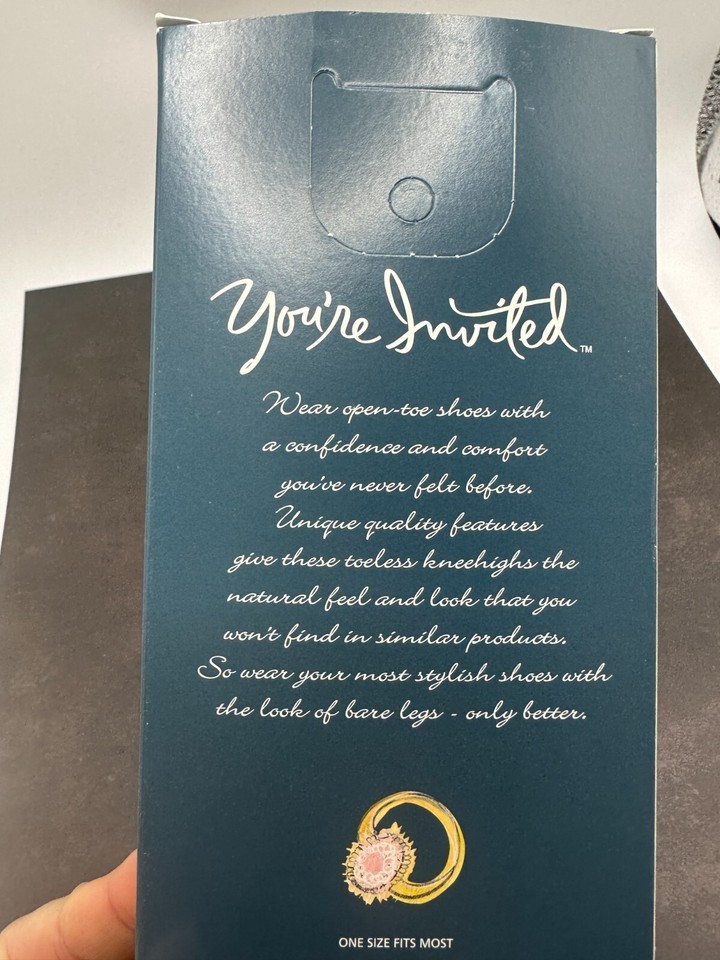 You're Invited™
Wear open-toe shoes with
a confidence and comfort
you've never felt before.
Unique quality features
give these toeless kneehighs the
natural feel and look that you
won't find in similar products.
So wear your most stylish shoes with
the look of bare legs - only better.
ONE SIZE FITS MOST